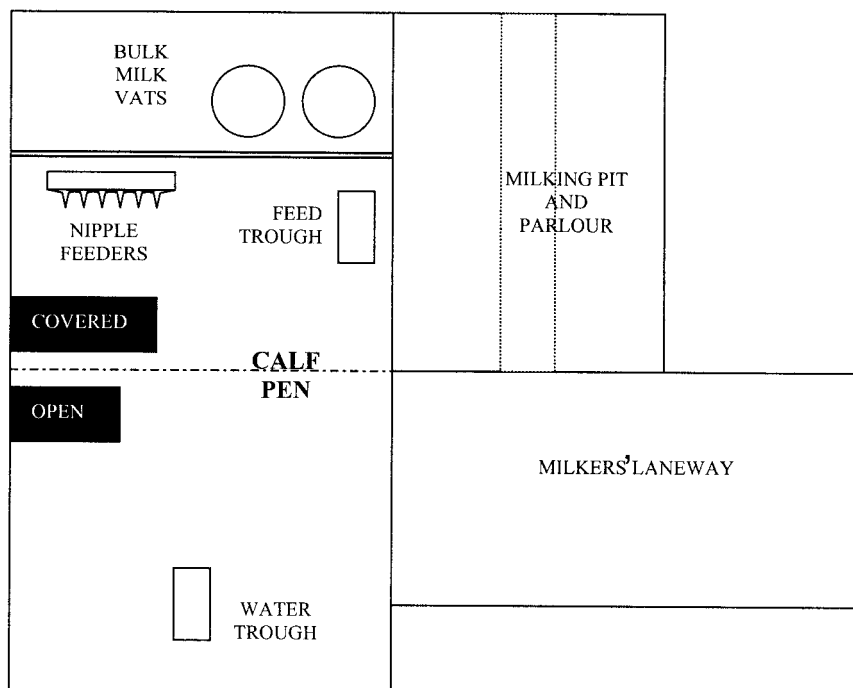 BULK
MILK
VATS
MILKING PIT
AND
PARLOUR
FEED
TROUGH
NIPPLE
FEEDERS
COVERED
CALF
PEN
OPEN
MILKERS' LANEWAY
WATER
TROUGH